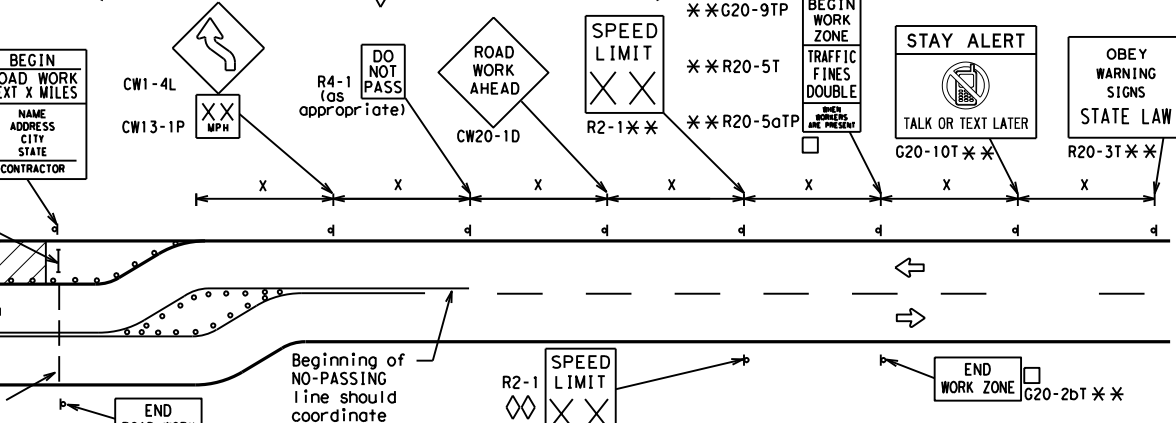 BEGIN
ROAD WORK
NEXT X MILES
NAME
ADDRESS
CITY
STATE
CONTRACTOR
CW1-4L
XX
MPH
CW13-1P
R4-1
(as
appropriate)
DO
NOT
PASS
ROAD
WORK
AHEAD
CW20-1D
SPEED
LIMIT
XX
R2-1**
**G20-9TP
**R20-5T
**R20-5aTP
BEGIN
WORK
ZONE
TRAFFIC
FINES
DOUBLE
WHEN
WORKERS
ARE PRESENT
STAY ALERT
TALK OR TEXT LATER
G20-10T**
OBEY
WARNING
SIGNS
STATE LAW
R20-3T**
X
X
X
X
X
X
X
Beginning of
NO-PASSING
line should
coordinate
R2-1
SPEED
LIMIT
XX
END
WORK ZONE
G20-2bT**
END
ROAD WORK